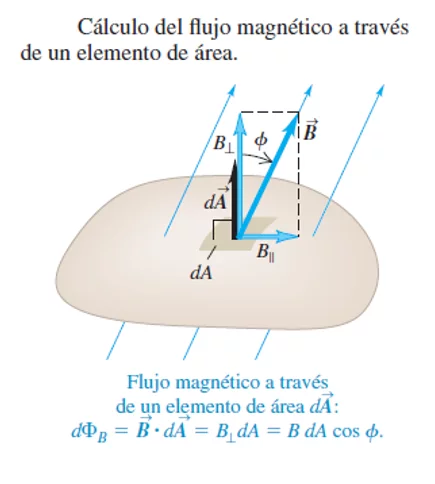 Cálculo del flujo magnético a través
de un elemento de área.
B⊥
ϕ
B⃗
dA⃗
B∥
dA
Flujo magnético a través
de un elemento de área dA⃗:
dΦ_B = B⃗ · dA⃗ = B⊥dA = B dA cos ϕ.